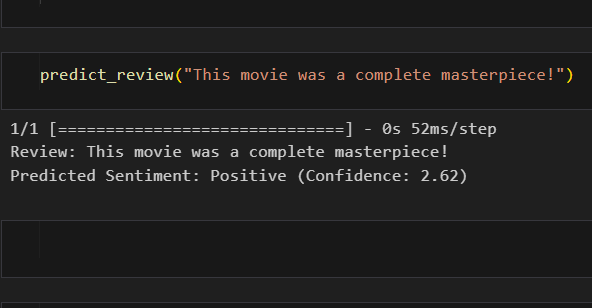 predict_review("This movie was a complete masterpiece!")
1/1 [==============================] - 0s 52ms/step
Review: This movie was a complete masterpiece!
Predicted Sentiment: Positive (Confidence: 2.62)